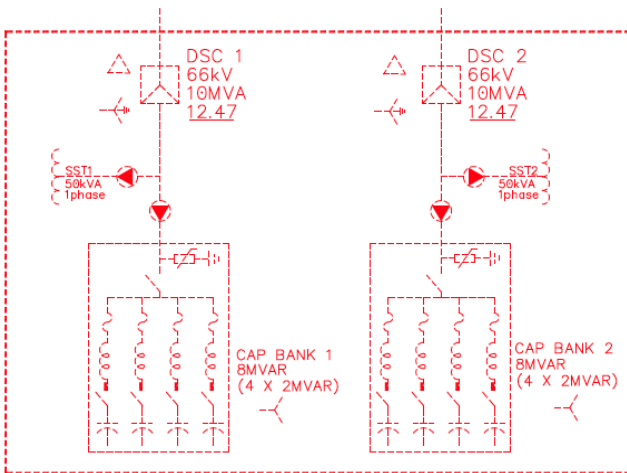 DSC 1
66kV
10MVA
12.47
DSC 2
66kV
10MVA
12.47
SST1
50kVA
1phase
SST2
50kVA
1phase
CAP BANK 1
8MVAR
(4 X 2MVAR)
CAP BANK 2
8MVAR
(4 X 2MVAR)